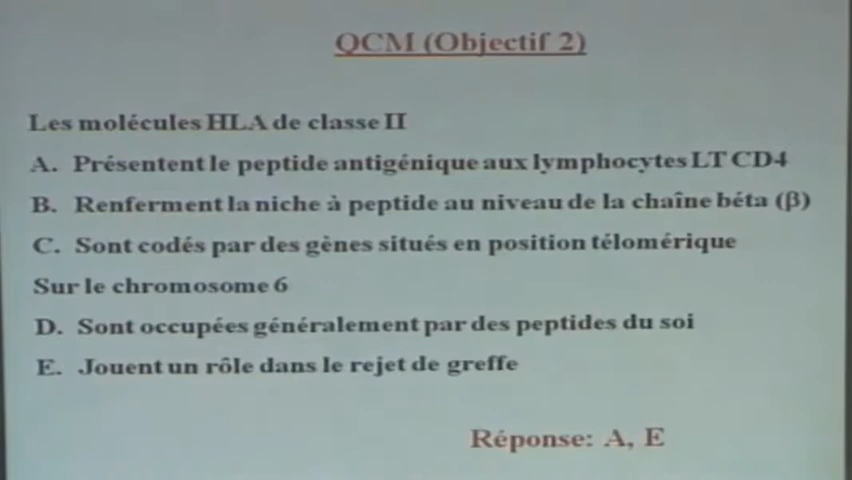 QCM (Objectif 2)
Les molécules HLA de classe II
A. Présentent le peptide antigénique aux lymphocytes LT CD4
B. Renferment la niche à peptide au niveau de la chaîne béta (β)
C. Sont codés par des gènes situés en position télomérique
Sur le chromosome 6
D. Sont occupées généralement par des peptides du soi
E. Jouent un rôle dans le rejet de greffe
Réponse: A, E